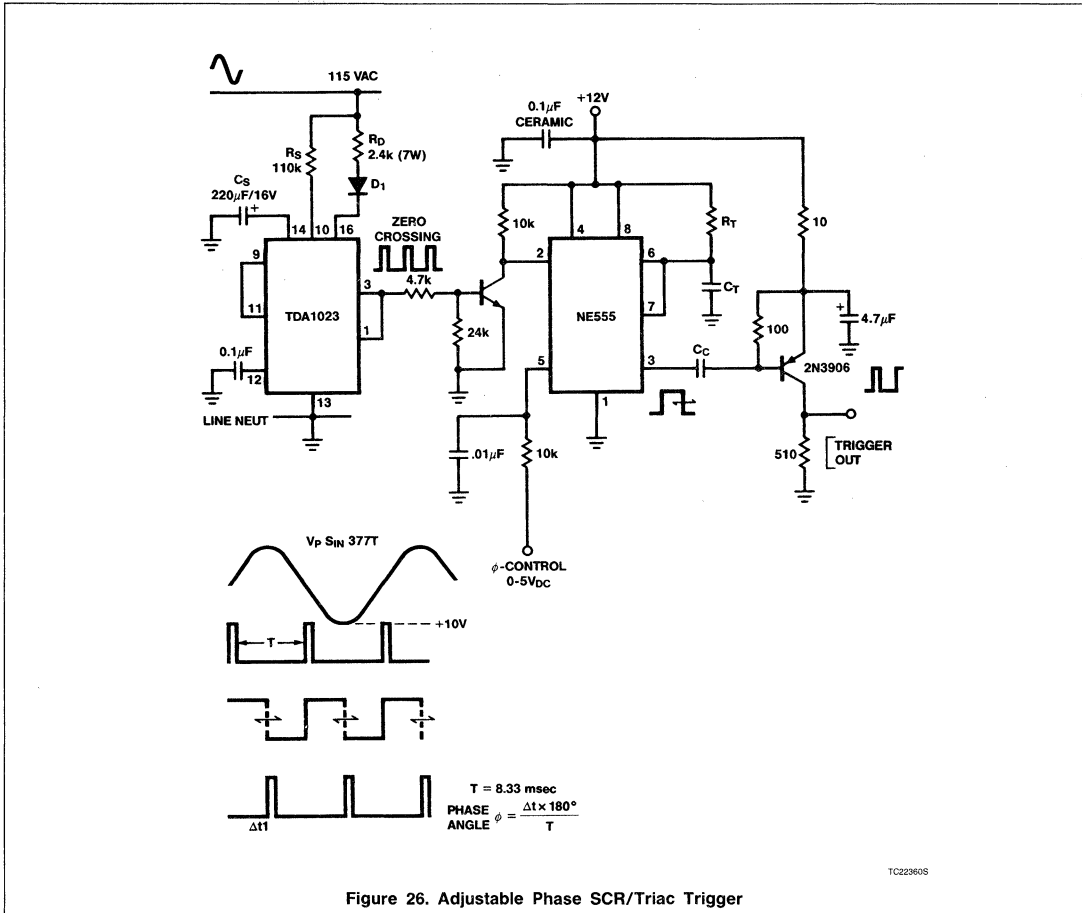 115 VAC
RS
110k
RD
2.4k (7W)
D1
CS
220μF/16V
+
14
10
16
9
11
TDA1023
3
1
0.1μF
12
13
LINE NEUT
ZERO
CROSSING
4.7k
24k
0.1μF
CERAMIC
+12V
10k
4
8
2
6
7
NE555
5
3
1
RT
CT
CC
10
100
+
4.7μF
2N3906
510
TRIGGER
OUT
.01μF
10k
φ-CONTROL
0-5VDC
VP SIN 377T
+10V
T
Δt1
T = 8.33 msec
PHASE
ANGLE φ = Δt × 180° / T
TC22360S
Figure 26. Adjustable Phase SCR/Triac Trigger